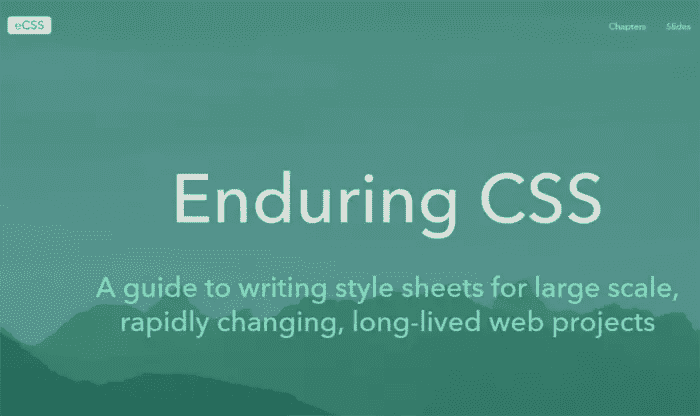 eCSS
Chapters
Slides
Enduring CSS
A guide to writing style sheets for large scale,
rapidly changing, long-lived web projects